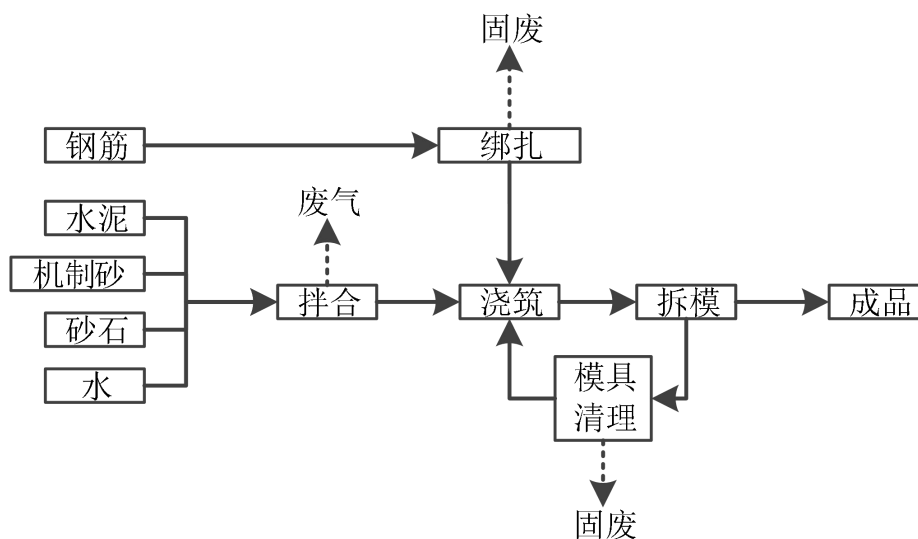 固废
钢筋
绑扎
水泥
废气
机制砂
拌合
浇筑
拆模
成品
砂石
水
模具
清理
固废